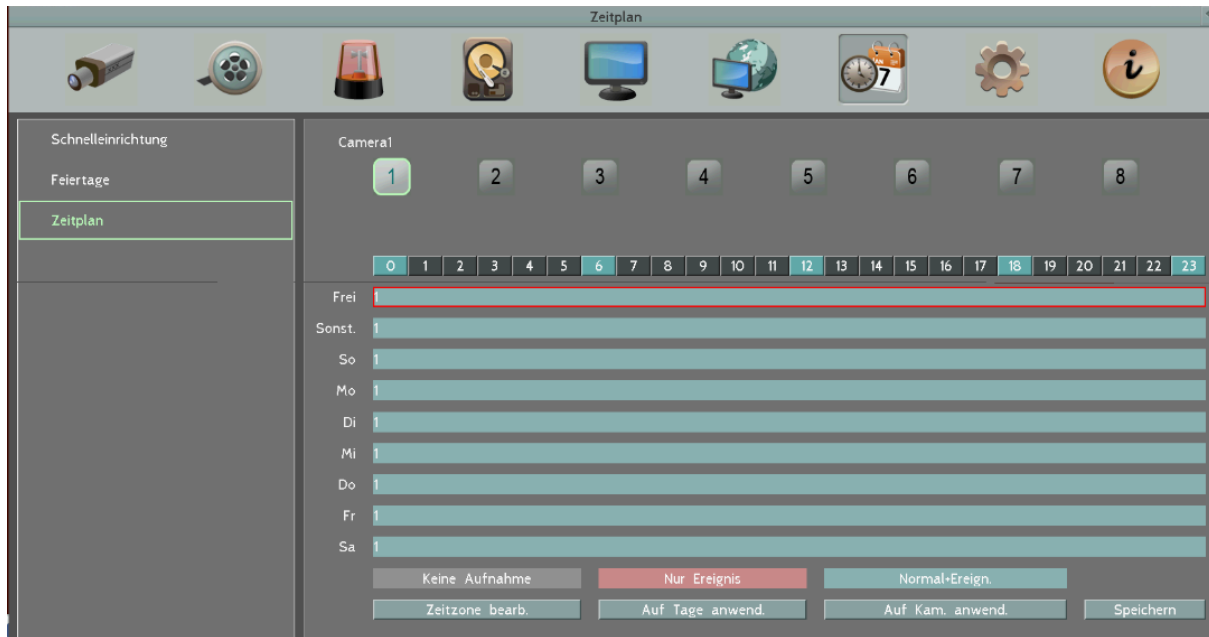 Zeitplan
7
Schnelleinrichtung
Feiertage
Zeitplan
Camera1
1 2 3 4 5 6 7 8
0 1 2 3 4 5 6 7 8 9 10 11 12 13 14 15 16 17 18 19 20 21 22 23
Frei 1
Sonst. 1
So 1
Mo 1
Di 1
Mi 1
Do 1
Fr 1
Sa 1
Keine Aufnahme Nur Ereignis Normal+Ereign.
Zeitzone bearb. Auf Tage anwend. Auf Kam. anwend. Speichern